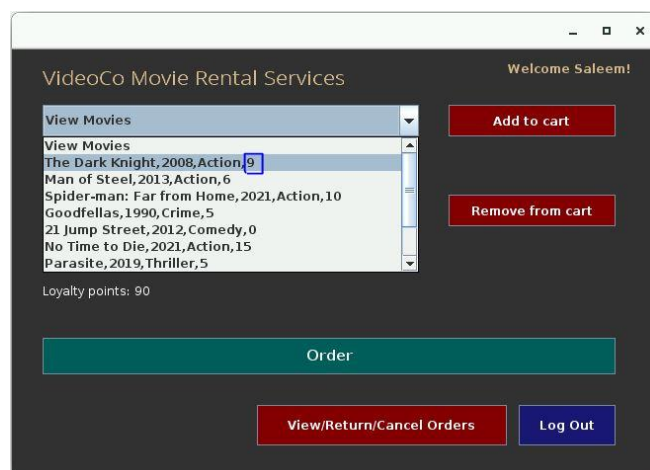 Welcome Saleem!
VideoCo Movie Rental Services
View Movies
Add to cart
View Movies
The Dark Knight,2008,Action,9
Man of Steel,2013,Action,6
Spider-man: Far from Home,2021,Action,10
Goodfellas,1990,Crime,5
21 Jump Street,2012,Comedy,0
No Time to Die,2021,Action,15
Parasite,2019,Thriller,5
Remove from cart
Loyalty points: 90
Order
View/Return/Cancel Orders
Log Out